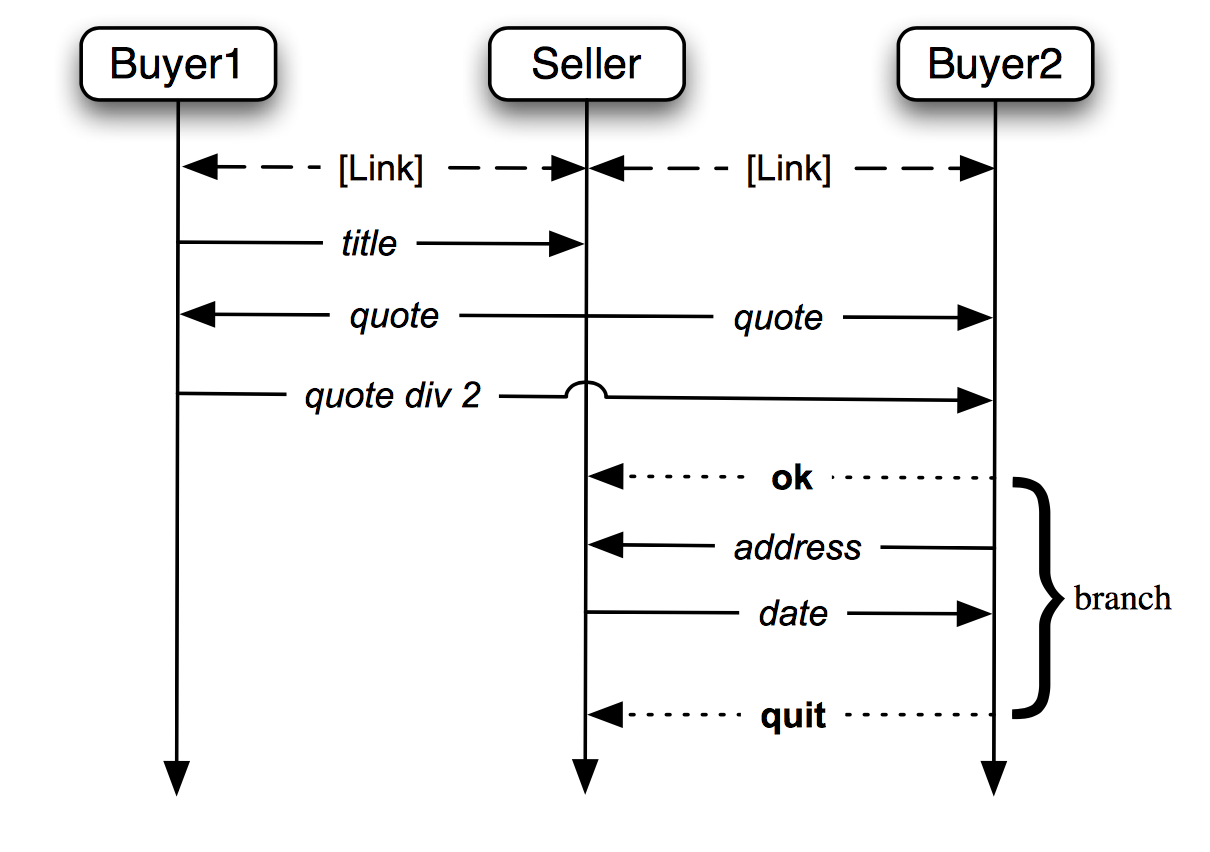 Buyer1 Seller Buyer2
[Link] [Link]
title
quote quote
quote div 2
ok
address
branch
date
quit